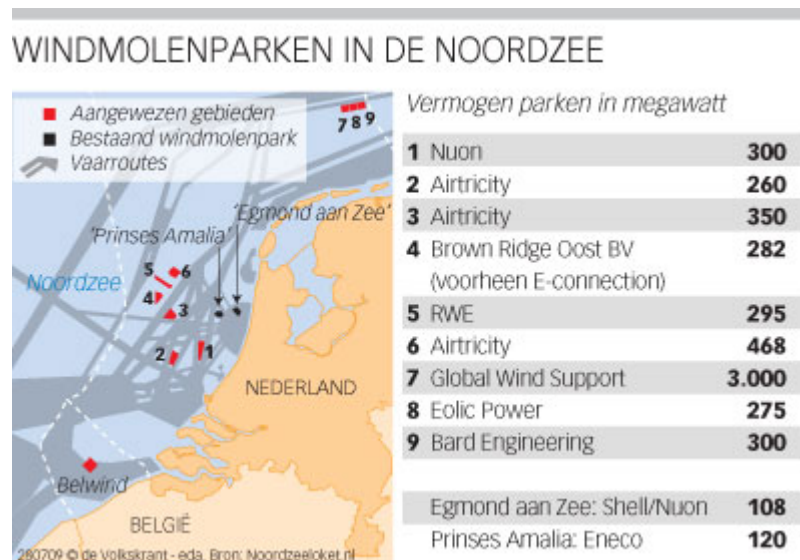 WINDMOLENPARKEN IN DE NOORDZEE
Aangewezen gebieden
Bestaand windmolenpark
Vaarroutes
7 8 9
'Egmond aan Zee'
'Prinses Amalia'
Noordzee
5
6
4
3
2
1
NEDERLAND
Belwind
BELGIË
280709 © de Volkskrant - eda. Bron: Noordzeeloket.nl
Vermogen parken in megawatt
1 Nuon 300
2 Airtricity 260
3 Airtricity 350
4 Brown Ridge Oost BV 282
(voorheen E-connection)
5 RWE 295
6 Airtricity 468
7 Global Wind Support 3.000
8 Eolic Power 275
9 Bard Engineering 300
Egmond aan Zee: Shell/Nuon 108
Prinses Amalia: Eneco 120